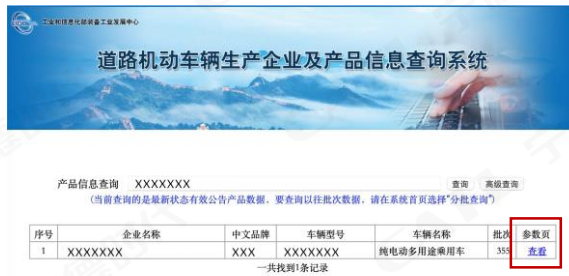 工业和信息化部装备工业发展中心
道路机动车辆生产企业及产品信息查询系统
产品信息查询 XXXXXXX 查询 高级查询
(当前查询的是最新状态有效公告产品数据，要查询以往批次数据，请在系统首页选择"分批查询")
序号 企业名称 中文品牌 车辆型号 车辆名称 批次 参数页
1 XXXXXXX XXX XXXXXXX 纯电动多用途乘用车 355 查看
一共找到1条记录